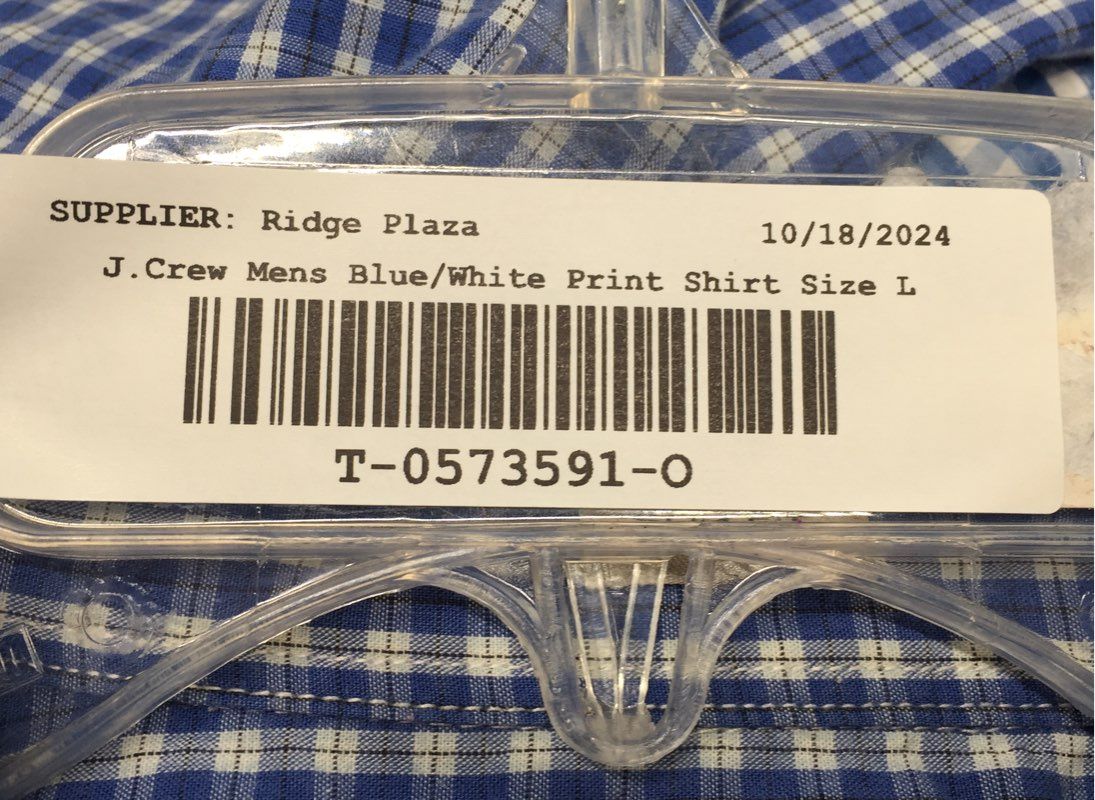 SUPPLIER: Ridge Plaza 10/18/2024
J.Crew Mens Blue/White Print Shirt Size L
T-0573591-O